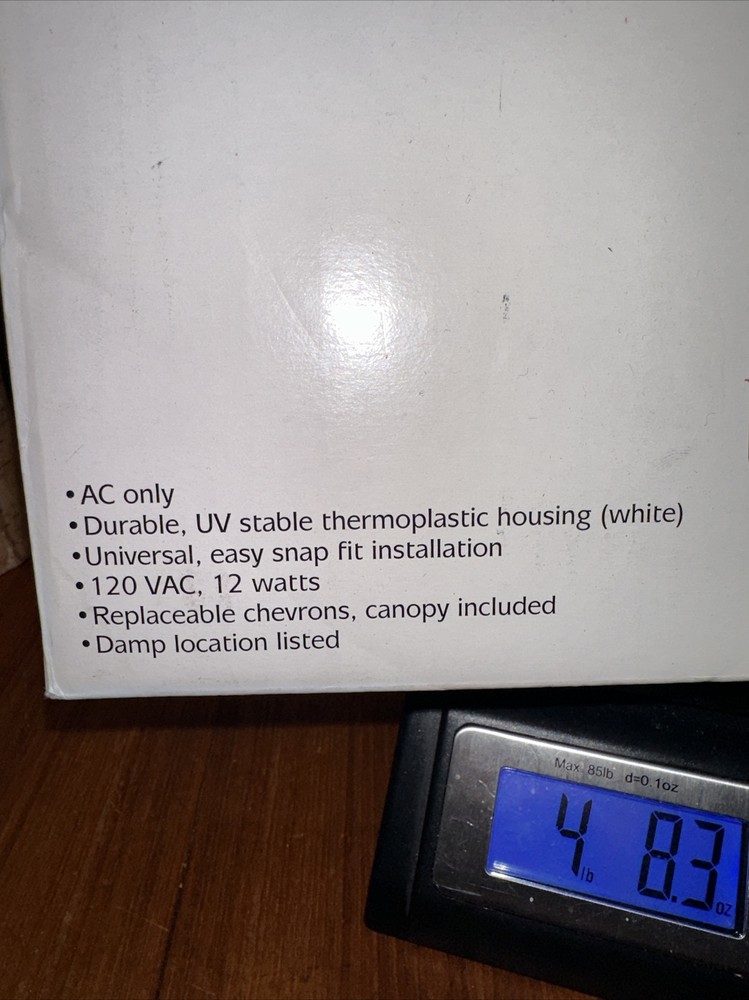 • AC only
• Durable, UV stable thermoplastic housing (white)
• Universal, easy snap fit installation
• 120 VAC, 12 watts
• Replaceable chevrons, canopy included
• Damp location listed
Max 85lb d=0.1oz
4 lb 8.3 oz